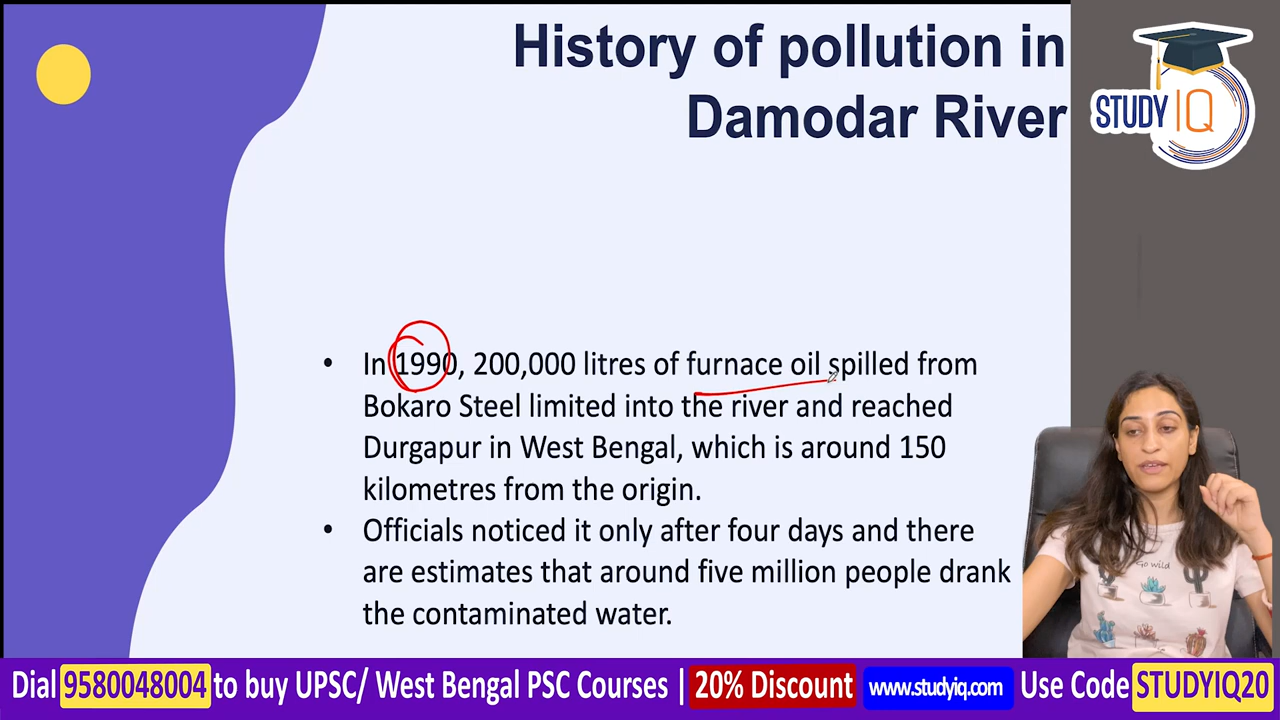 History of pollution in
Damodar River
STUDY IQ
• In 1990, 200,000 litres of furnace oil spilled from
Bokaro Steel limited into the river and reached
Durgapur in West Bengal, which is around 150
kilometres from the origin.
• Officials noticed it only after four days and there
are estimates that around five million people drank
the contaminated water.
Go wild
Dial 9580048004 to buy UPSC/ West Bengal PSC Courses | 20% Discount www.studyiq.com Use Code STUDYIQ20